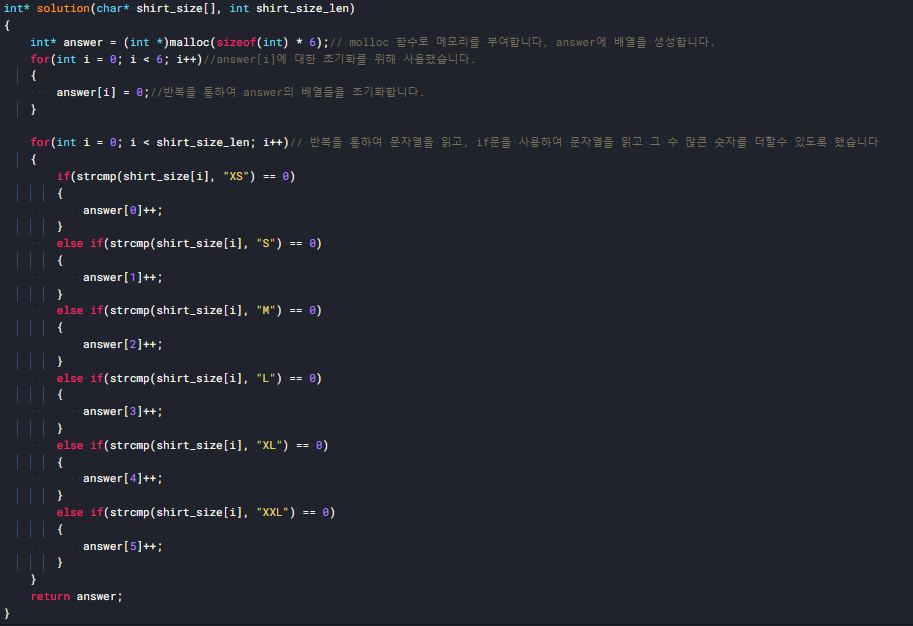 int* solution(char* shirt_size[], int shirt_size_len)
{
int* answer = (int *)malloc(sizeof(int) * 6);// molloc 함수로 메모리를 부여합니다, answer에 배열을 생성합니다.
for(int i = 0; i < 6; i++)//answer[i]에 대한 초기화를 위해 사용했습니다.
{
answer[i] = 0;//반복을 통하여 answer의 배열들을 초기화합니다.
}
for(int i = 0; i < shirt_size_len; i++)// 반복을 통하여 문자열을 읽고, if문을 사용하여 문자열을 읽고 그 수 많큰 숫자를 더할수 있도록 했습니다
{
if(strcmp(shirt_size[i], "XS") == 0)
{
answer[0]++;
}
else if(strcmp(shirt_size[i], "S") == 0)
{
answer[1]++;
}
else if(strcmp(shirt_size[i], "M") == 0)
{
answer[2]++;
}
else if(strcmp(shirt_size[i], "L") == 0)
{
answer[3]++;
}
else if(strcmp(shirt_size[i], "XL") == 0)
{
answer[4]++;
}
else if(strcmp(shirt_size[i], "XXL") == 0)
{
answer[5]++;
}
}
return answer;
}